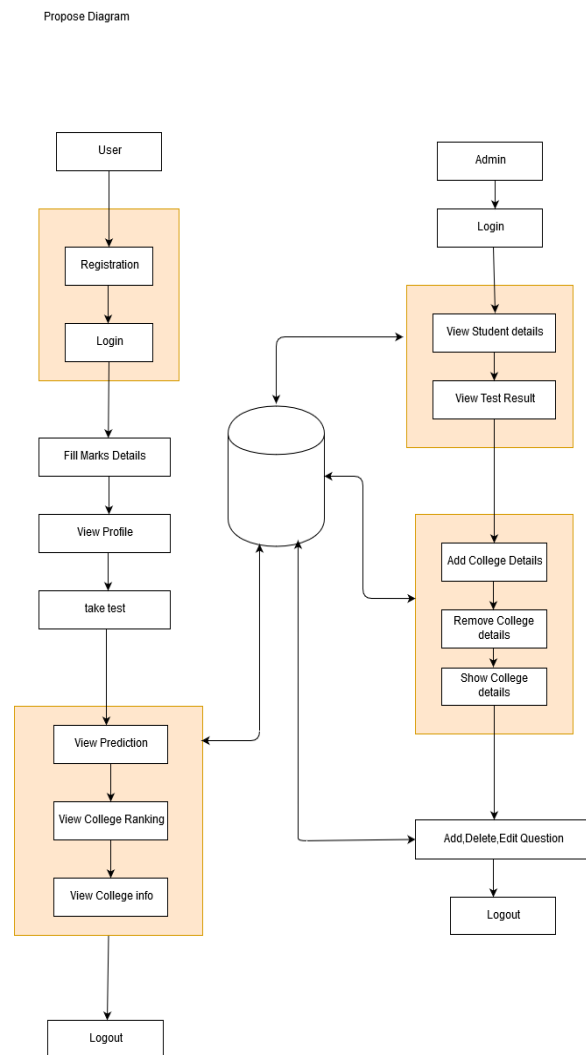 Propose Diagram
User
Registration
Login
Fill Marks Details
View Profile
take test
View Prediction
View College Ranking
View College info
Logout
Admin
Login
View Student details
View Test Result
Add College Details
Remove College
details
Show College
details
Add,Delete,Edit Question
Logout